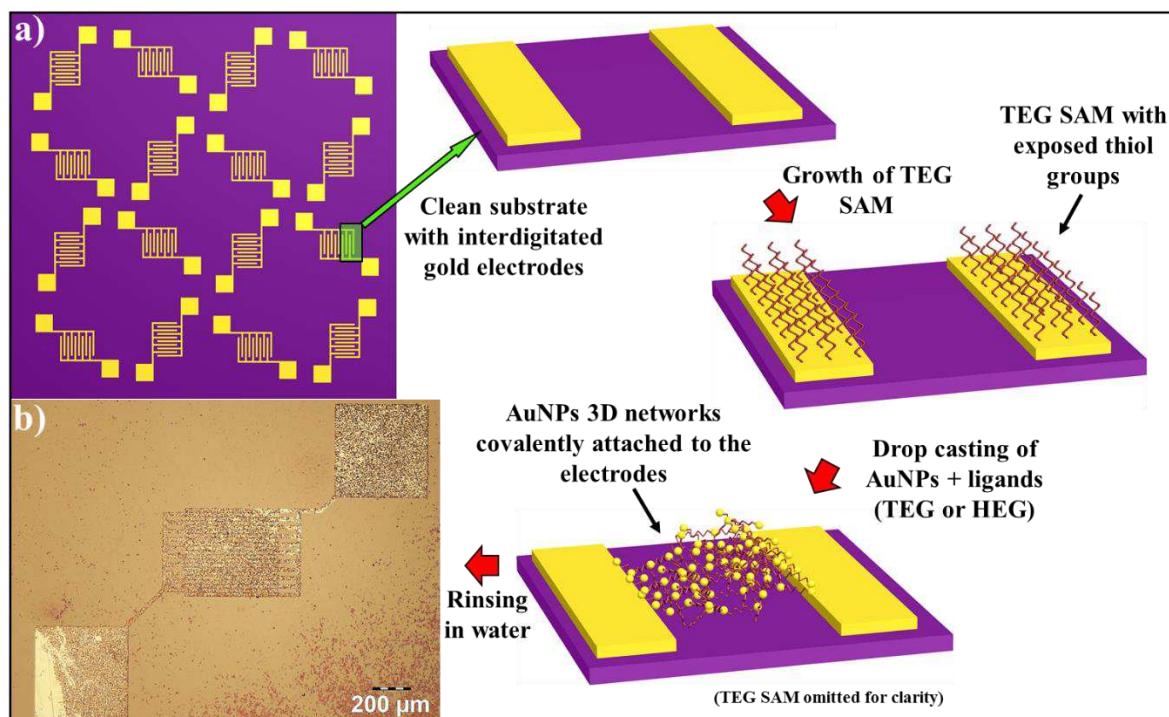 a)
Clean substrate
with interdigitated
gold electrodes
Growth of TEG
SAM
TEG SAM with
exposed thiol
groups
Drop casting of
AuNPs + ligands
(TEG or HEG)
AuNPs 3D networks
covalently attached to the
electrodes
(TEG SAM omitted for clarity)
Rinsing
in water
b)
200 µm